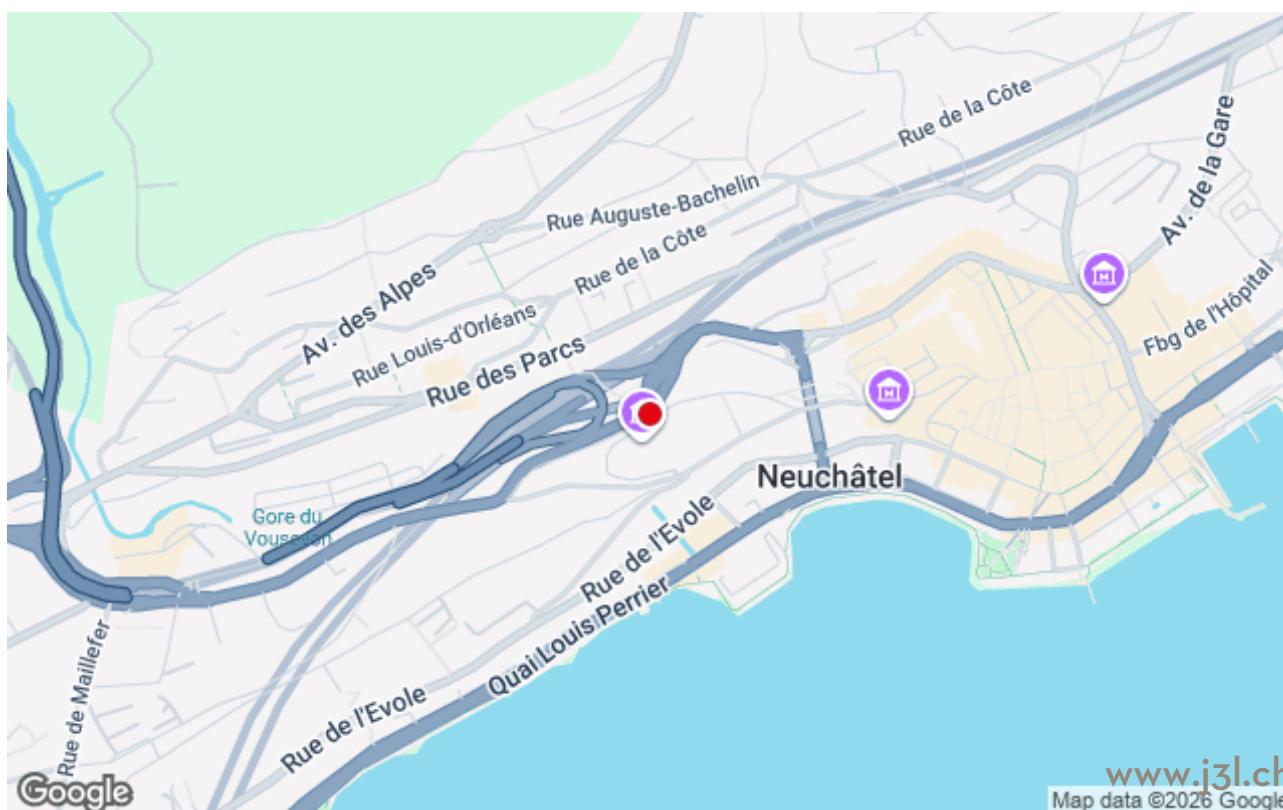 Rue de la Côte
Av. de la Gare
Rue Auguste-Bachelin
Rue de la Côte
Av. des Alpes
Rue Louis-d'Orléans
Rue des Parcs
Fbg de l'Hôpital
Neuchâtel
Gore du
Vouseyon
Rue de l'Evole
Quai Louis Perrier
Rue de Maillefer
Rue de l'Evole
Google
www.j3l.ch
Map data ©2026 Google